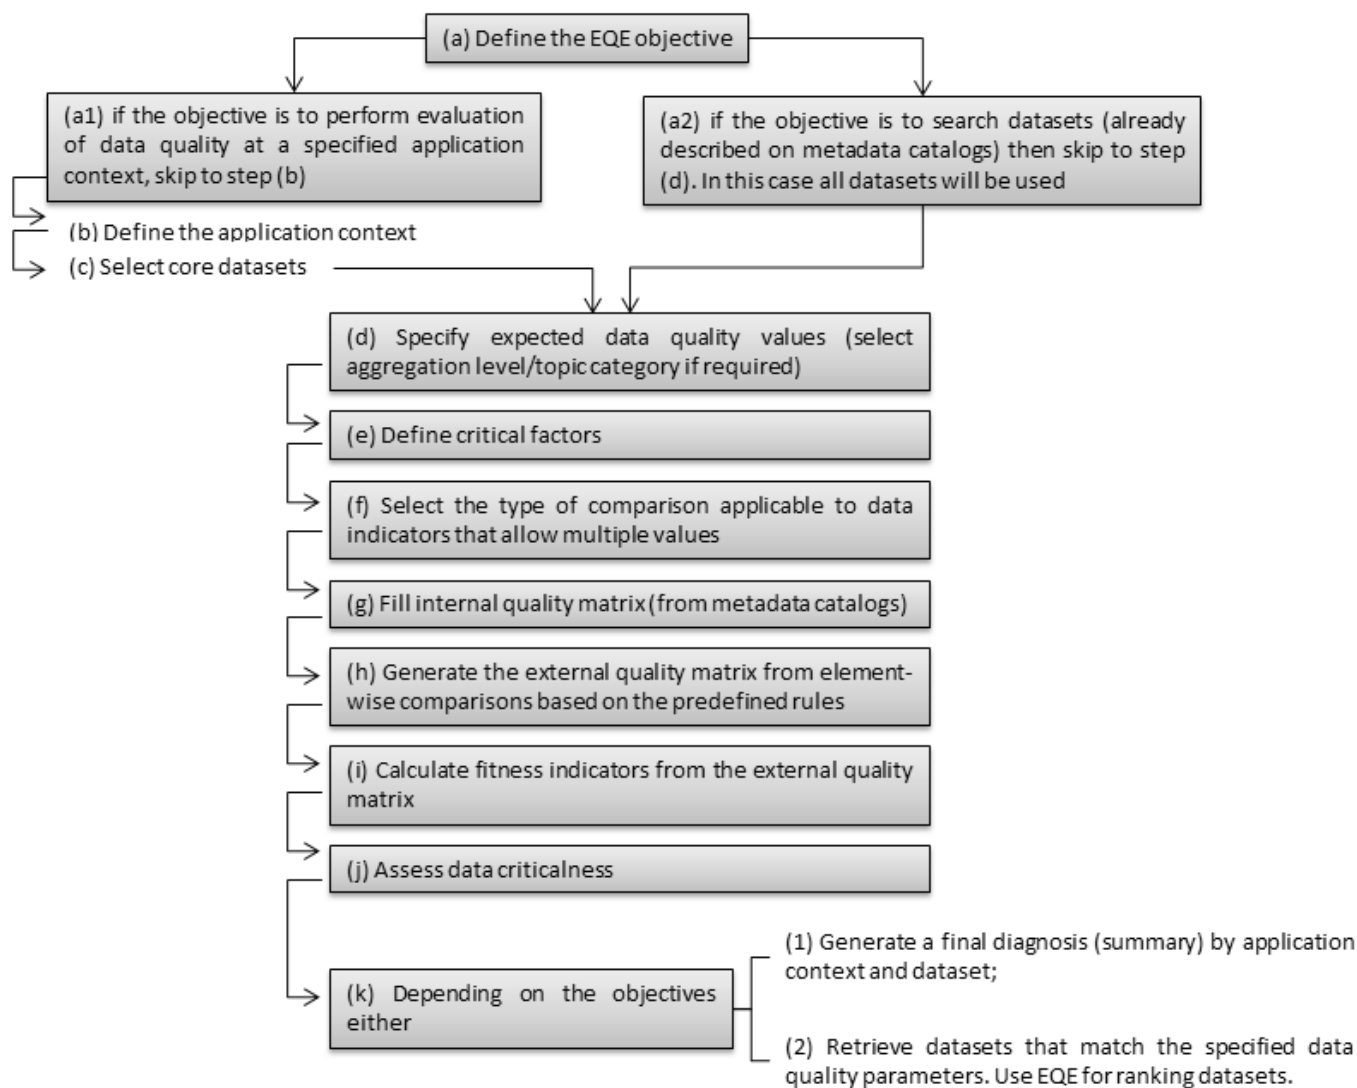 (a) Define the EQE objective
(a1) if the objective is to perform evaluation
of data quality at a specified application
context, skip to step (b)
(a2) if the objective is to search datasets (already
described on metadata catalogs) then skip to step
(d). In this case all datasets will be used
(b) Define the application context
(c) Select core datasets
(d) Specify expected data quality values (select
aggregation level/topic category if required)
(e) Define critical factors
(f) Select the type of comparison applicable to data
indicators that allow multiple values
(g) Fill internal quality matrix (from metadata catalogs)
(h) Generate the external quality matrix from element-
wise comparisons based on the predefined rules
(i) Calculate fitness indicators from the external quality
matrix
(j) Assess data criticalness
(k) Depending on the objectives
either
(1) Generate a final diagnosis (summary) by application
context and dataset;
(2) Retrieve datasets that match the specified data
quality parameters. Use EQE for ranking datasets.